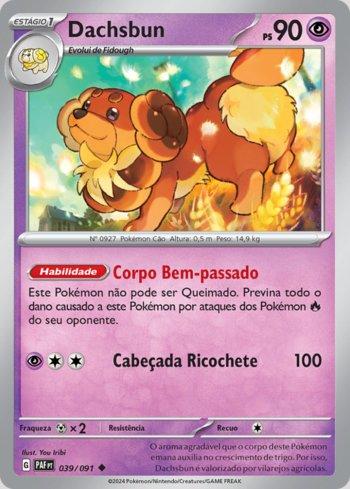 ESTÁGIO 1
Dachsbun
PS 90
Evolui de Fidough
Nº 0927 Pokémon Cão Altura: 0,5 m Peso: 14,9 kg
Habilidade Corpo Bem-passado
Este Pokémon não pode ser Queimado. Previna todo o
dano causado a este Pokémon por ataques dos Pokémon
do seu oponente.
Cabeçada Ricochete 100
Fraqueza × 2 Resistência Recuo
Ilust. You Iribi
G PAF PT 039/091
O aroma agradável que o corpo deste Pokémon
emana auxilia no crescimento de trigo. Por isso,
Dachsbun é valorizado por vilarejos agrícolas.
©2024 Pokémon/Nintendo/Creatures/GAME FREAK